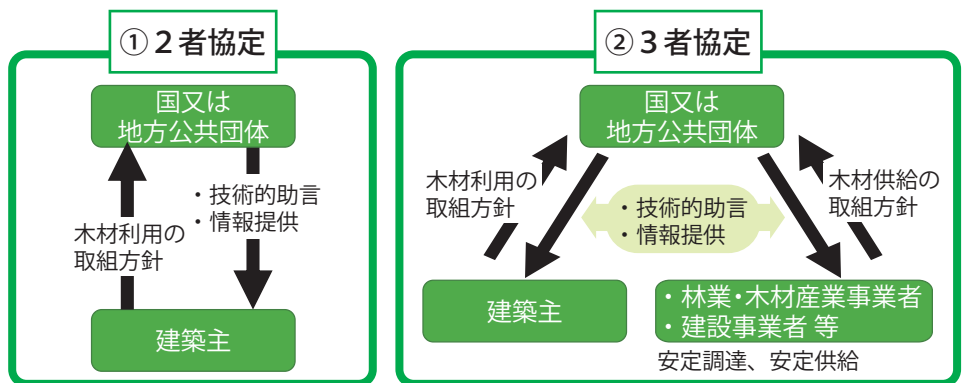 ①２者協定
国又は
地方公共団体
・技術的助言
・情報提供
木材利用の
取組方針
建築主
②３者協定
国又は
地方公共団体
木材利用の
取組方針
・技術的助言
・情報提供
木材供給の
取組方針
建築主
・林業・木材産業事業者
・建設事業者 等
安定調達、安定供給